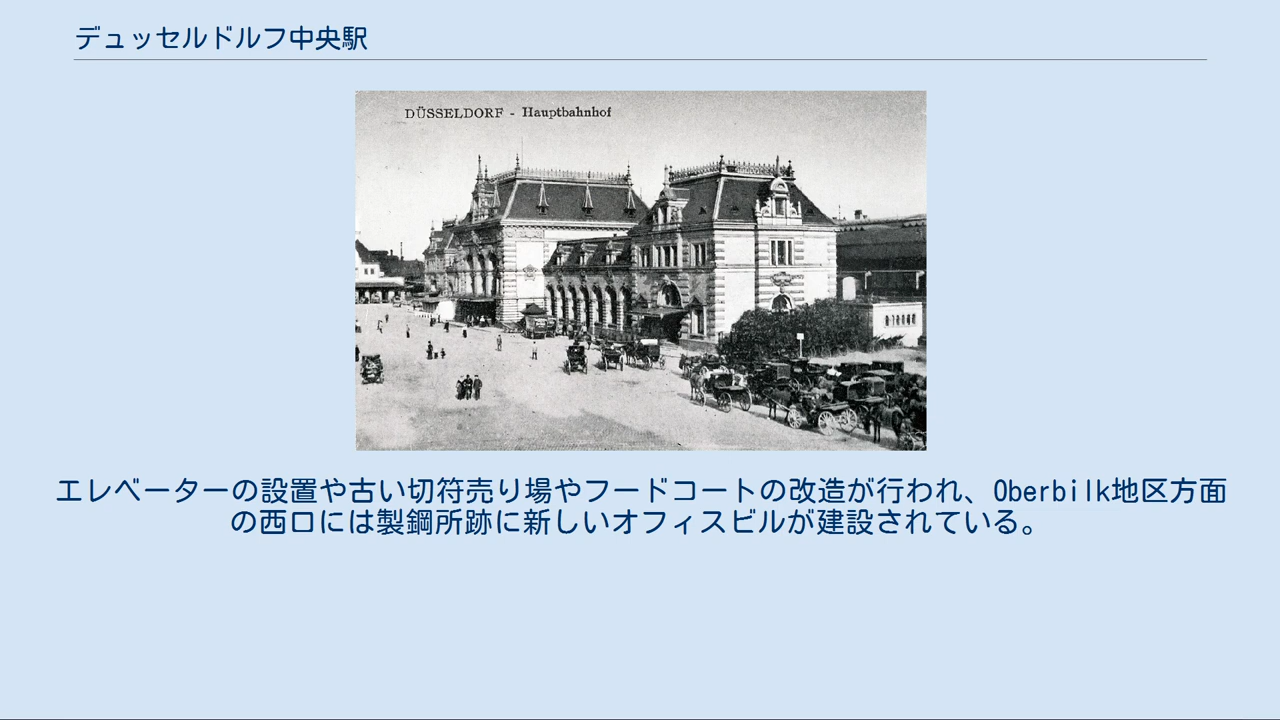 デュッセルドルフ中央駅
DÜSSELDORF - Hauptbahnhof
エレベーターの設置や古い切符売り場やフードコートの改造が行われ、Oberbilk地区方面
の西口には製鋼所跡に新しいオフィスビルが建設されている。